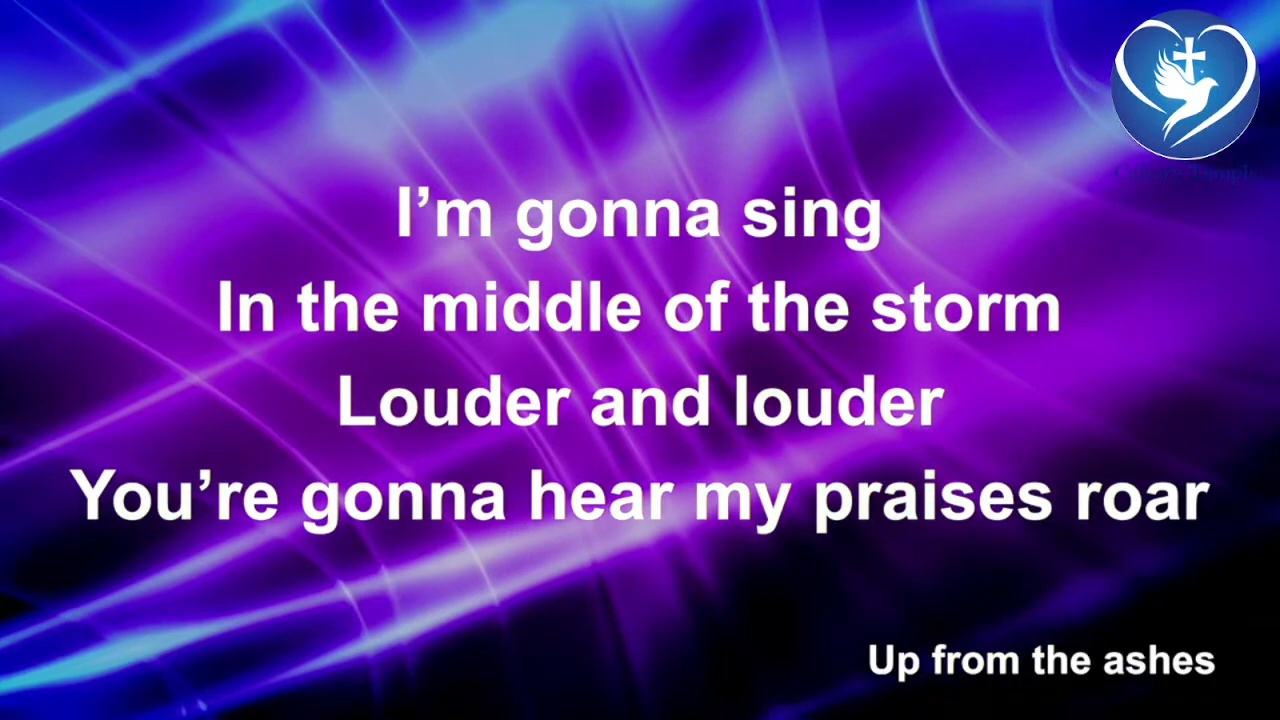 I'm gonna sing
In the middle of the storm
Louder and louder
You're gonna hear my praises roar
Up from the ashes